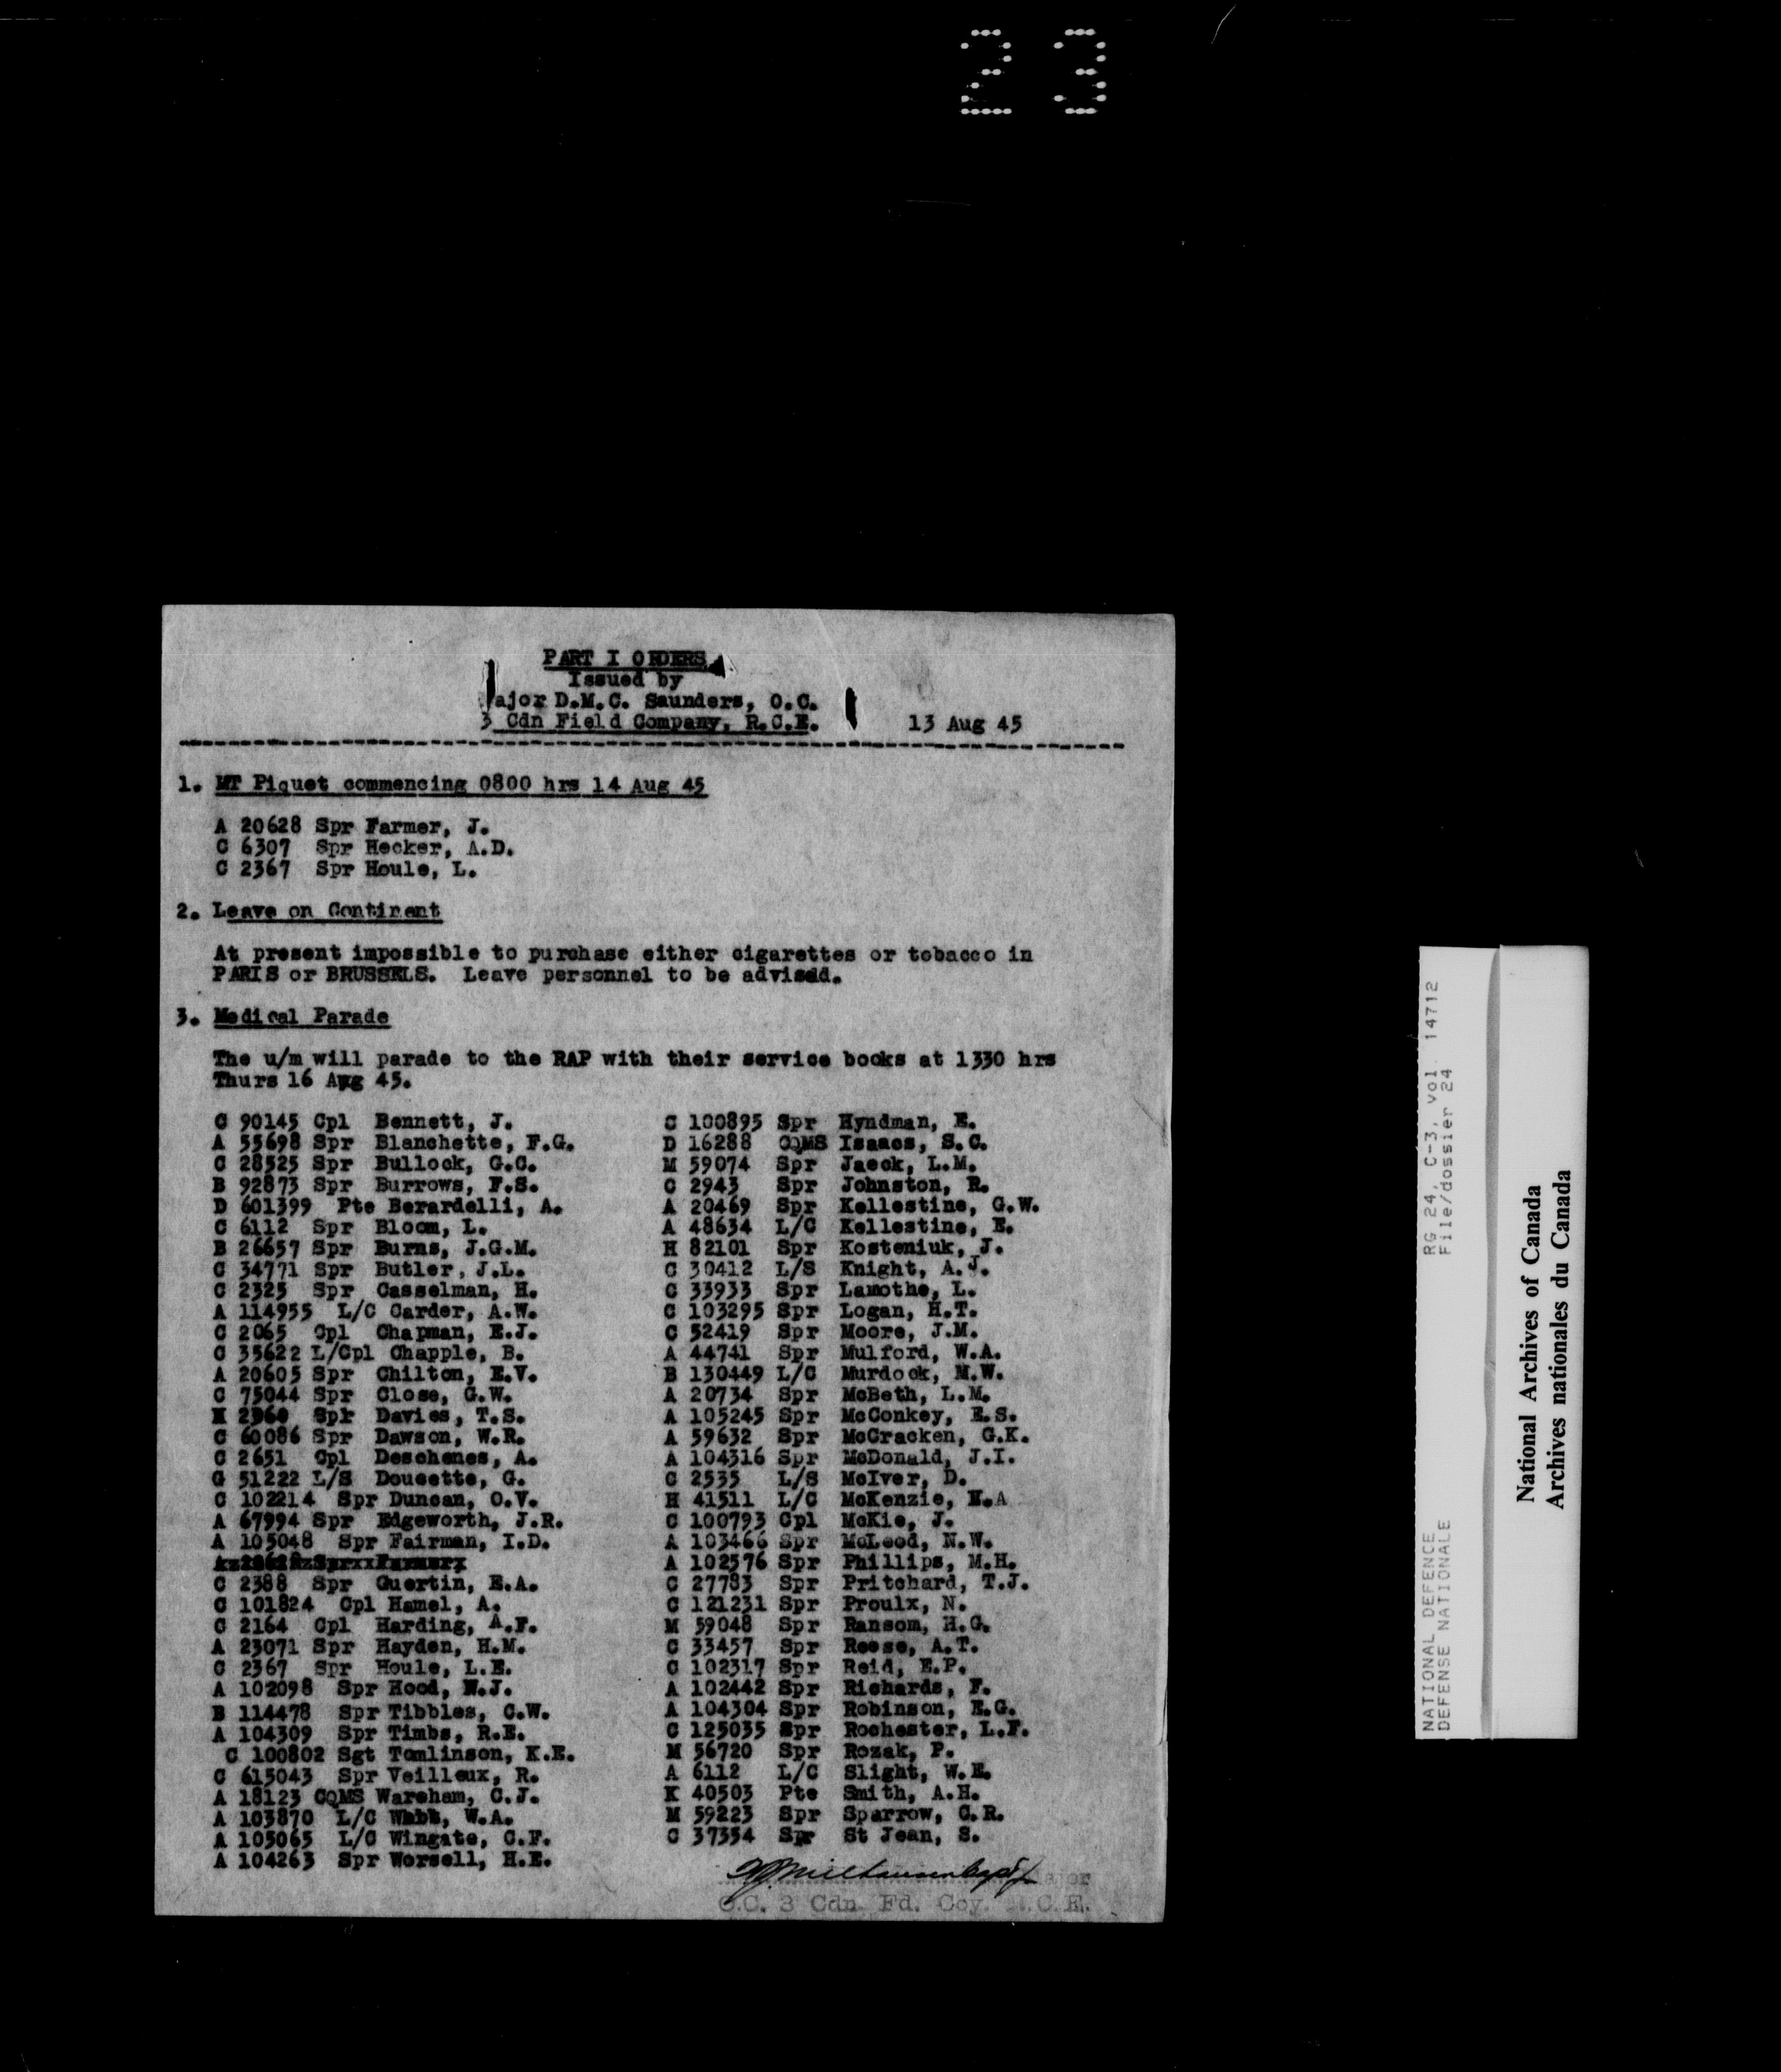 23
PART I ORDERS
Issued by
ajor D.M.C. Saunders, O.C.
3 Cdn Field Company, R.C.E. 13 Aug 45
1. MT Piquet commencing 0800 hrs 14 Aug 45
A 20628 Spr Farmer, J.
C 6307 Spr Hecker, A.D.
C 2367 Spr Houle, L.
2. Leave on Continent
At present impossible to purchase either cigarettes or tobacco in
PARIS or BRUSSELS. Leave personnel to be advised.
3. Medical Parade
The u/m will parade to the RAP with their service books at 1330 hrs
Thurs 16 Aug 45.
C 90145 Cpl Bennett, J.
A 55698 Spr Blanchette, F.G.
C 28525 Spr Bullock, G.C.
B 92873 Spr Burrows, F.S.
D 601399 Pte Berardelli, A.
C 6112 Spr Bloom, L.
B 26657 Spr Burns, J.G.M.
C 34771 Spr Butler, J.L.
C 2325 Spr Casselman, H.
A 114955 L/C Carder, A.W.
C 2065 Cpl Chapman, E.J.
C 35622 L/Cpl Chapple, B.
A 20605 Spr Chilton, E.V.
C 75044 Spr Close, G.W.
Spr Davies, T.S.
C 60086 Spr Dawson, W.R.
C 2651 Cpl Deschenes, A.
G 51222 L/S Doucette, G.
C 102214 Spr Duncan, O.V.
A 67994 Spr Edgeworth, J.R.
A 105048 Spr Fairman, I.D.
C 2388 Spr Guertin, E.A.
C 101824 Cpl Hamel, A.
C 2164 Cpl Harding, A.F.
A 23071 Spr Hayden, H.M.
C 2367 Spr Houle, L.E.
A 102098 Spr Hood, N.J.
B 114478 Spr Tibbles, C.W.
A 104309 Spr Timbs, R.E.
C 100802 Sgt Tomlinson, K.E.
C 615043 Spr Veilleux, R.
A 18123 CQMS Wareham, C.J.
A 103870 L/C Webb, W.A.
A 105065 L/C Wingate, C.F.
A 104263 Spr Worsell, H.E.
C 100895 Spr Hyndman, E.
D 16288 CQMS Isaacs, S.C.
M 59074 Spr Jaeck, L.M.
C 2943 Spr Johnston, R.
A 20469 Spr Kellestine, G.W.
A 48634 L/C Kellestine, E.
H 82101 Spr Kosteniuk, J.
C 30412 L/S Knight, A.J.
C 33933 Spr Lamothe, L.
C 103295 Spr Logan, H.T.
C 52419 Spr Moore, J.M.
A 44741 Spr Mulford, W.A.
B 130449 L/C Murdock, M.W.
A 20734 Spr McBeth, L.M.
A 105245 Spr McConkey, E.S.
A 59632 Spr McCracken, G.K.
A 104316 Spr McDonald, J.I.
C 2535 L/S McIver, D.
H 41511 L/C McKenzie, H.A
C 100793 Cpl McKie, J.
A 103466 Spr McLeod, N.W.
A 102576 Spr Phillips, M.H.
C 27783 Spr Pritchard, T.J.
C 121231 Spr Proulx, N.
M 59048 Spr Ransom, H.G.
C 33457 Spr Reese, A.T.
C 102317 Spr Reid, E.P.
A 102442 Spr Richards, F.
A 104304 Spr Robinson, E.G.
C 125035 Spr Rochester, L.F.
M 56720 Spr Rozak, P.
A 6112 L/C Slight, W.E.
K 40503 Pte Smith, A.H.
M 59223 Spr Sparrow, C.R.
C 37354 Spr St Jean, S.
O.C. 3 Cdn. Fd. Coy. R.C.E.
NATIONAL DEFENCE RG 24, C-3, vol. 14712
DEFENSE NATIONALE File/dossier 24
National Archives of Canada
Archives nationales du Canada